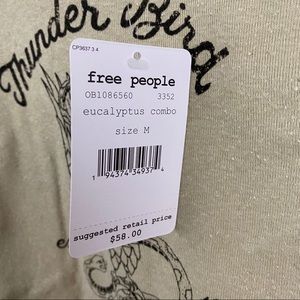 Thunder Bird
CP3637 3 4
free people
OB1086560 3352
eucalyptus combo
size M
1 94374 34937 4
suggested retail price
$58.00